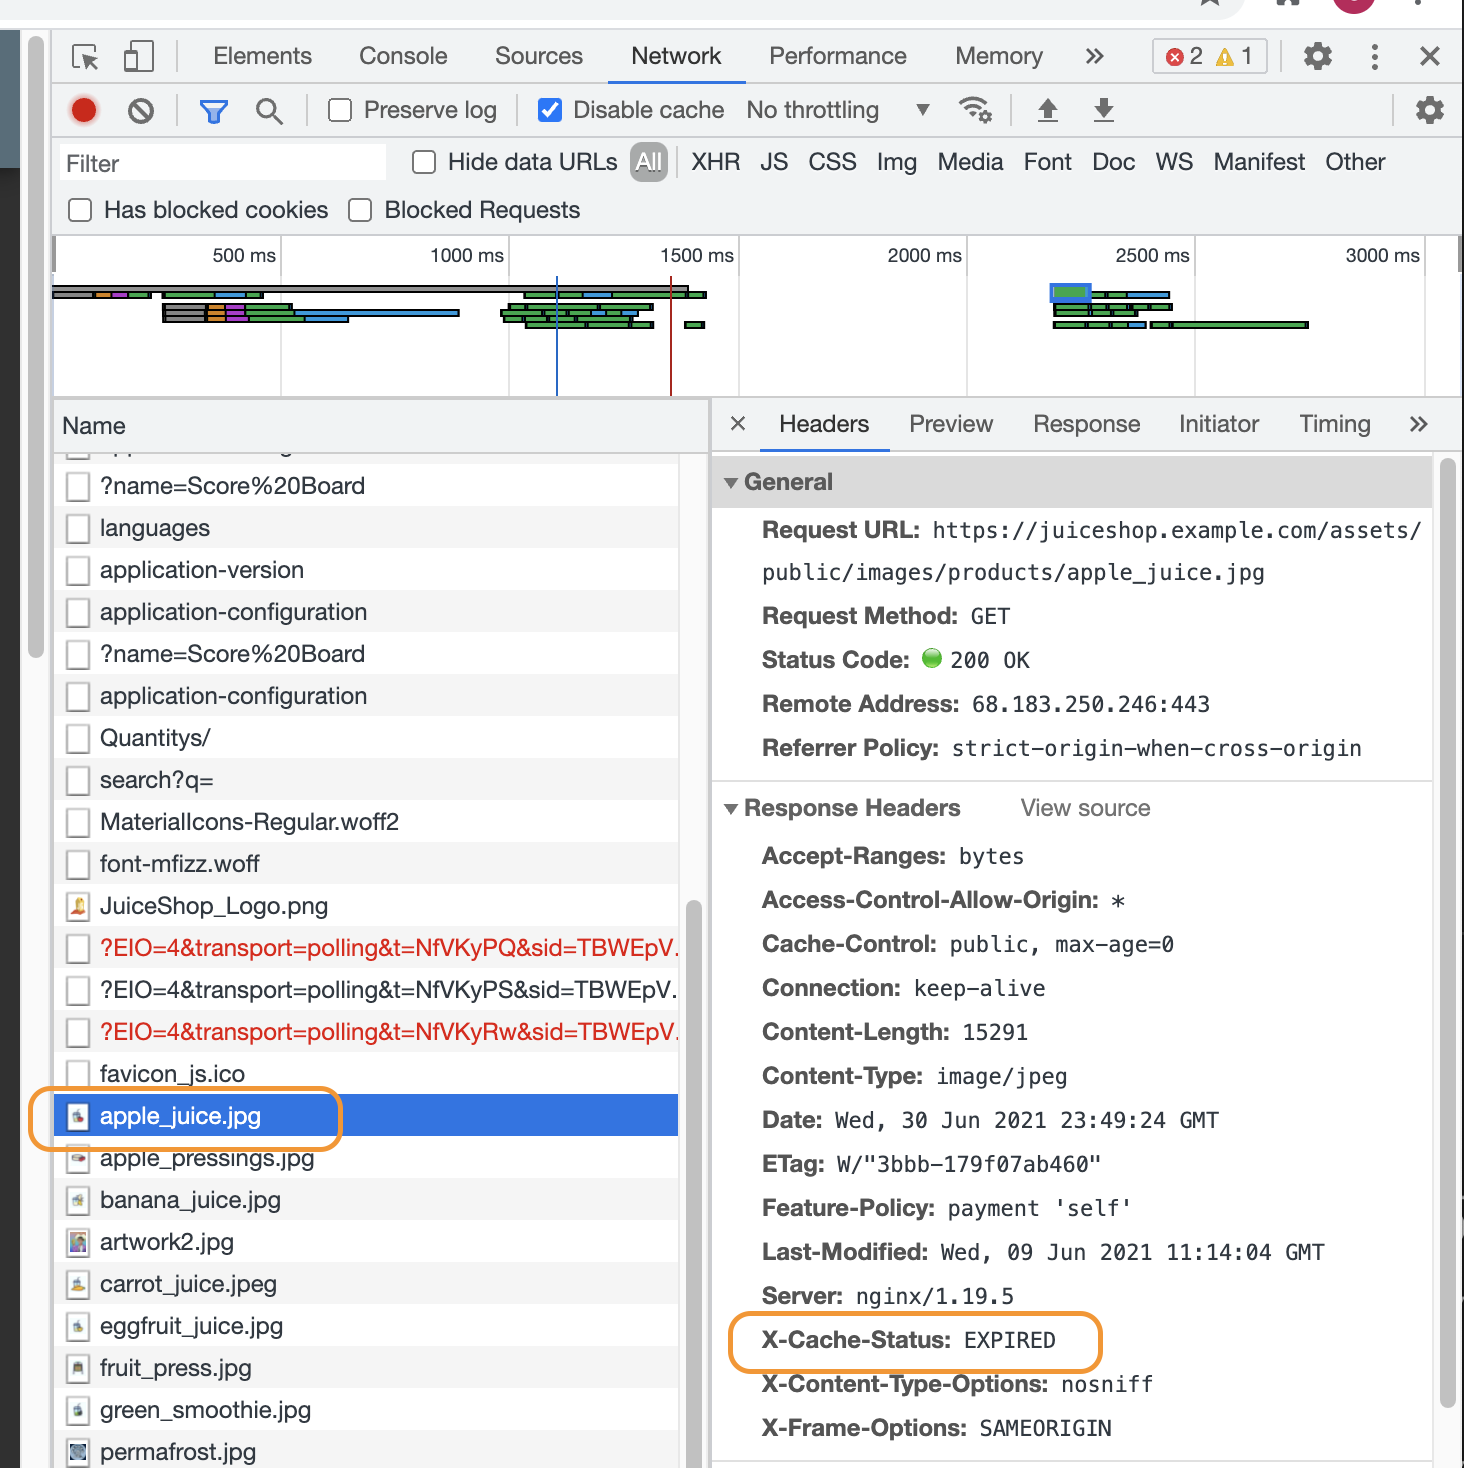 Elements Console Sources Network Performance Memory 2 1
Preserve log Disable cache No throttling
Filter Hide data URLs All XHR JS CSS Img Media Font Doc WS Manifest Other
Has blocked cookies Blocked Requests
500 ms 1000 ms 1500 ms 2000 ms 2500 ms 3000 ms
Name
?name=Score%20Board
languages
application-version
application-configuration
?name=Score%20Board
application-configuration
Quantitys/
search?q=
MaterialIcons-Regular.woff2
font-mfizz.woff
JuiceShop_Logo.png
?EIO=4&transport=polling&t=NfVKyPQ&sid=TBWEpV.
?EIO=4&transport=polling&t=NfVKyPS&sid=TBWEpV.
?EIO=4&transport=polling&t=NfVKyRw&sid=TBWEpV.
favicon_js.ico
apple_juice.jpg
apple_pressings.jpg
banana_juice.jpg
artwork2.jpg
carrot_juice.jpeg
eggfruit_juice.jpg
fruit_press.jpg
green_smoothie.jpg
permafrost.jpg
Headers Preview Response Initiator Timing
General
Request URL: https://juiceshop.example.com/assets/
public/images/products/apple_juice.jpg
Request Method: GET
Status Code: 200 OK
Remote Address: 68.183.250.246:443
Referrer Policy: strict-origin-when-cross-origin
Response Headers View source
Accept-Ranges: bytes
Access-Control-Allow-Origin: *
Cache-Control: public, max-age=0
Connection: keep-alive
Content-Length: 15291
Content-Type: image/jpeg
Date: Wed, 30 Jun 2021 23:49:24 GMT
ETag: W/"3bbb-179f07ab460"
Feature-Policy: payment 'self'
Last-Modified: Wed, 09 Jun 2021 11:14:04 GMT
Server: nginx/1.19.5
X-Cache-Status: EXPIRED
X-Content-Type-Options: nosniff
X-Frame-Options: SAMEORIGIN